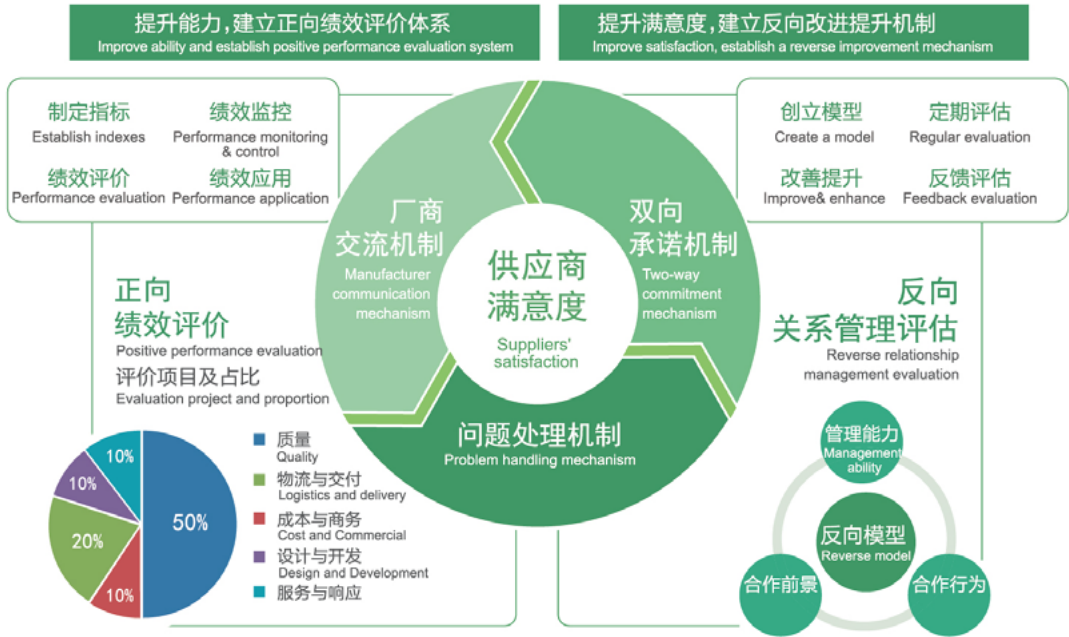 提升能力,建立正向绩效评价体系
Improve ability and establish positive performance evaluation system
提升满意度,建立反向改进提升机制
Improve satisfaction, establish a reverse improvement mechanism
制定指标
Establish indexes
绩效监控
Performance monitoring
& control
绩效评价
Performance evaluation
绩效应用
Performance application
创立模型
Create a model
定期评估
Regular evaluation
改善提升
Improve& enhance
反馈评估
Feedback evaluation
厂商
交流机制
Manufacturer
communication
mechanism
双向
承诺机制
Two-way
commitment
mechanism
供应商
满意度
Suppliers'
satisfaction
问题处理机制
Problem handling mechanism
正向
绩效评价
Positive performance evaluation
评价项目及占比
Evaluation project and proportion
10%
10%
20%
10%
50%
质量
Quality
物流与交付
Logistics and delivery
成本与商务
Cost and Commercial
设计与开发
Design and Development
服务与响应
反向
关系管理评估
Reverse relationship
management evaluation
管理能力
Management
ability
反向模型
Reverse model
合作前景
合作行为